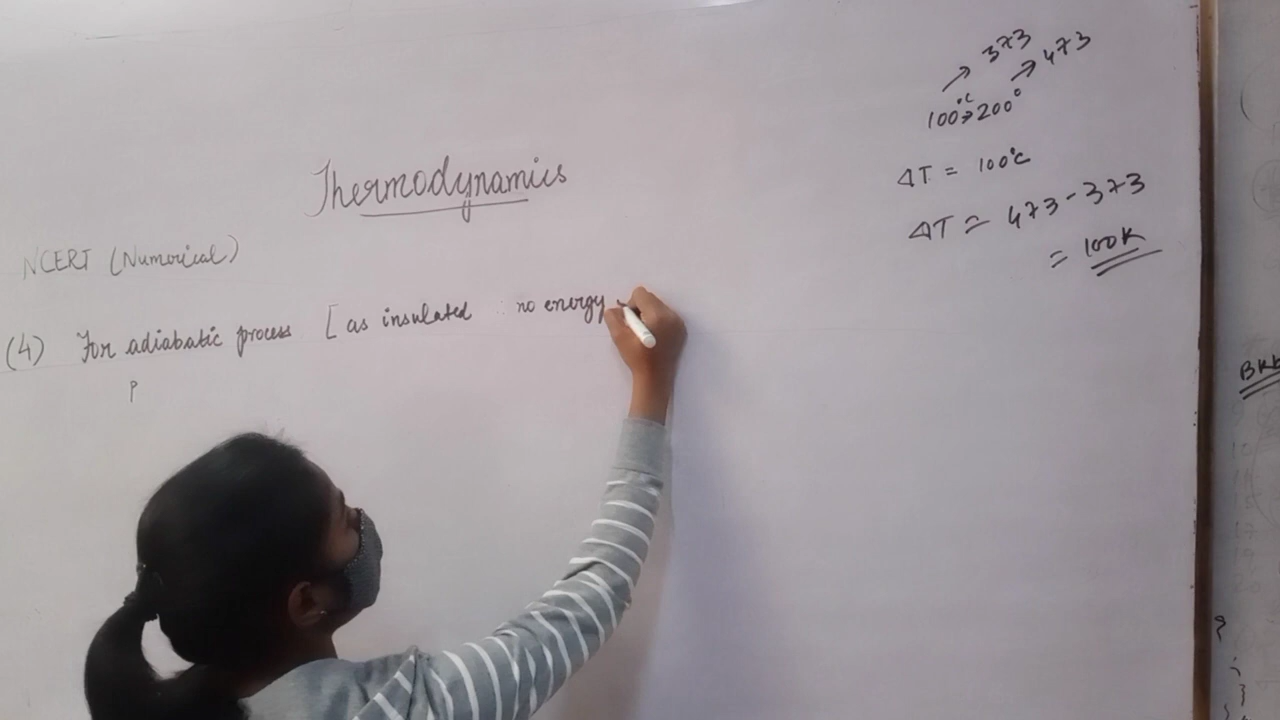 Thermodynamics
NCERT (Numerical)
(4) For adiabatic process [ as insulated ∴ no energy
P
373
473
100°C→200°
ΔT = 100°C
ΔT = 473-373
= 100K